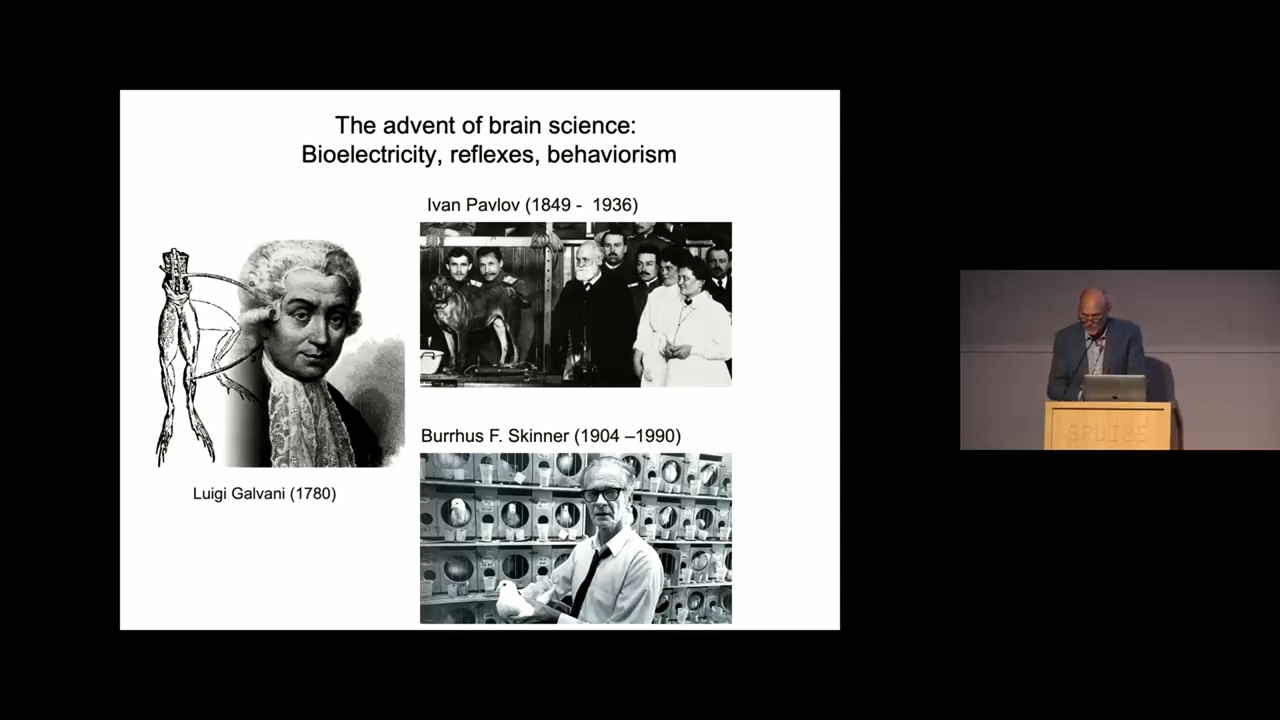 The advent of brain science:
Bioelectricity, reflexes, behaviorism
Ivan Pavlov (1849 - 1936)
Burrhus F. Skinner (1904 –1990)
Luigi Galvani (1780)